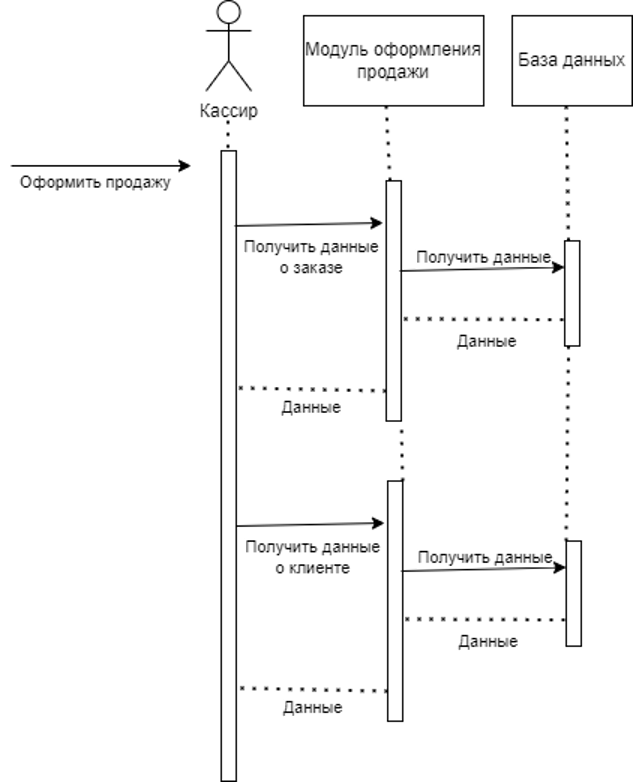 Модуль оформления
продажи
База данных
Кассир
Оформить продажу
Получить данные
о заказе
Получить данные
Данные
Данные
Получить данные
о клиенте
Получить данные
Данные
Данные